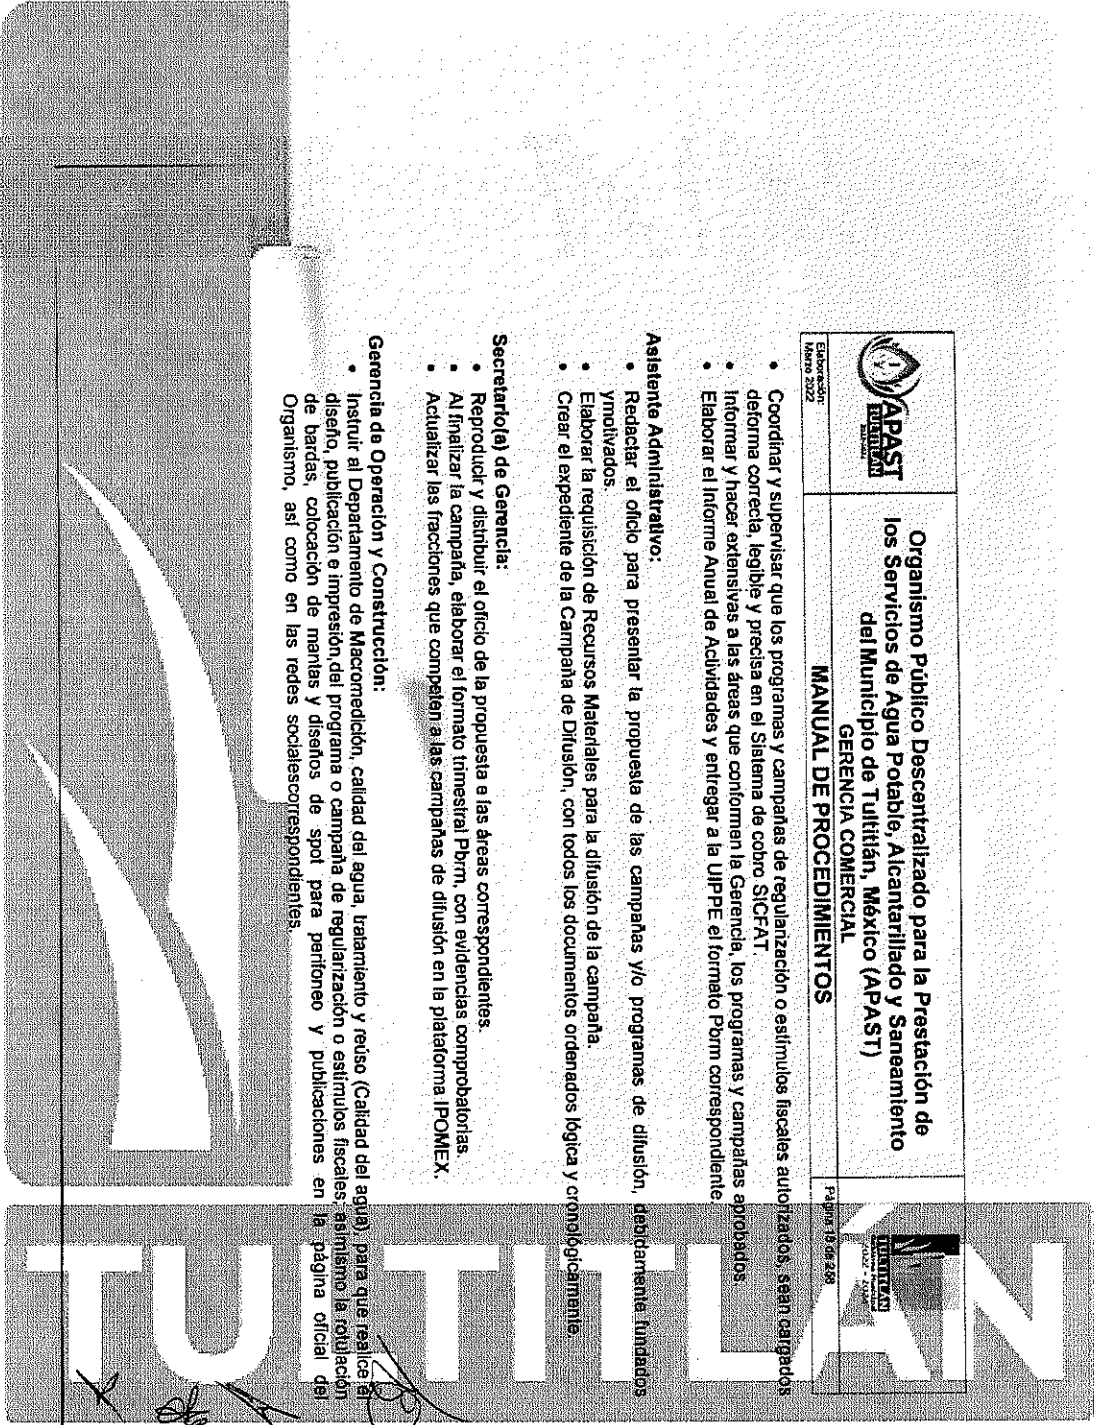 APAST
TULTITLÁN
Organismo Público Descentralizado para la Prestación de
los Servicios de Agua Potable, Alcantarillado y Saneamiento
del Municipio de Tultitlán, México (APAST)
GERENCIA COMERCIAL
TULTITLÁN
Elaboración:
Marzo 2022
MANUAL DE PROCEDIMIENTOS
Página 18 de 258
• Coordinar y supervisar que los programas y campañas de regularización o estímulos fiscales autorizados, sean cargados
deforma correcta, legible y precisa en el Sistema de cobro SICFAT.
• Informar y hacer extensivas a las áreas que conformen la Gerencia, los programas y campañas aprobados.
• Elaborar el Informe Anual de Actividades y entregar a la UIPPE el formato Pbrm correspondiente.
Asistente Administrativo:
• Redactar el oficio para presentar la propuesta de las campañas y/o programas de difusión, debidamente fundados
ymotivados.
• Elaborar la requisición de Recursos Materiales para la difusión de la campaña.
• Crear el expediente de la Campaña de Difusión, con todos los documentos ordenados lógica y cronológicamente.
Secretario(a) de Gerencia:
• Reproducir y distribuir el oficio de la propuesta a las áreas correspondientes.
• Al finalizar la campaña, elaborar el formato trimestral Pbrm, con evidencias comprobatorias.
• Actualizar las fracciones que competen a las campañas de difusión en la plataforma IPOMEX.
Gerencia de Operación y Construcción:
• Instruir al Departamento de Macromedición, calidad del agua, tratamiento y reúso (Calidad del agua), para que realice el
diseño, publicación e impresión,del programa o campaña de regularización o estímulos fiscales, asimismo la rotulación
de bardas, colocación de mantas y diseños de spot para perifoneo y publicaciones en la página oficial del
Organismo, así como en las redes socialescorrespondientes.
TULTITLÁN